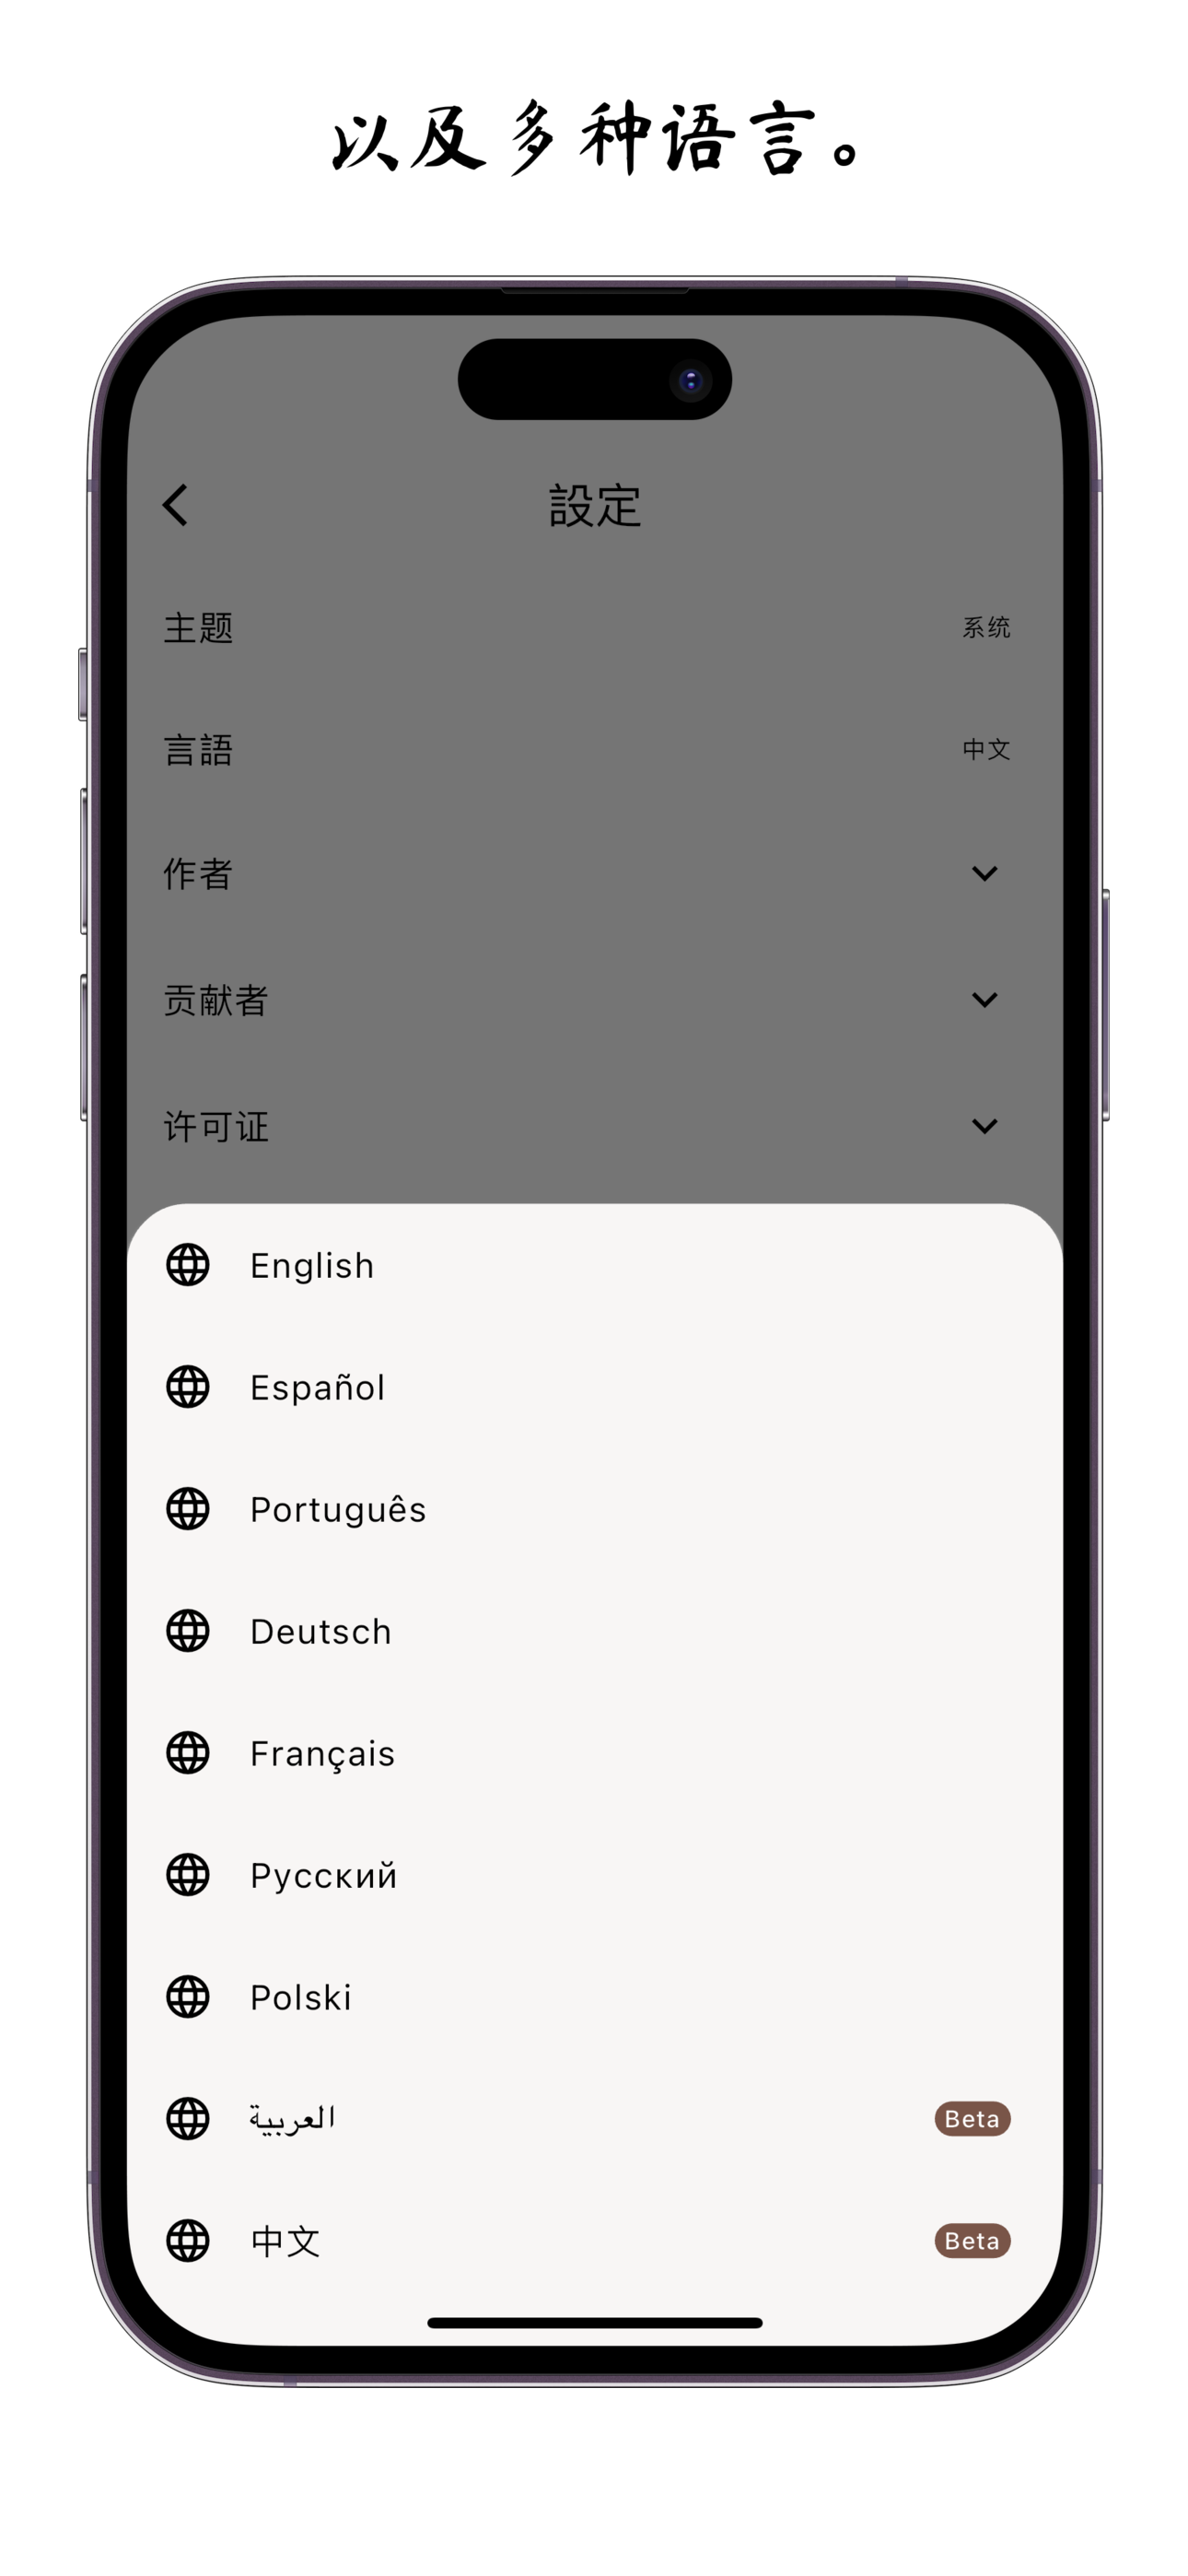 以及多种语言。
設定
主题 系统
言語 中文
作者
贡献者
许可证
English
Español
Português
Deutsch
Français
Русский
Polski
العربية Beta
中文 Beta